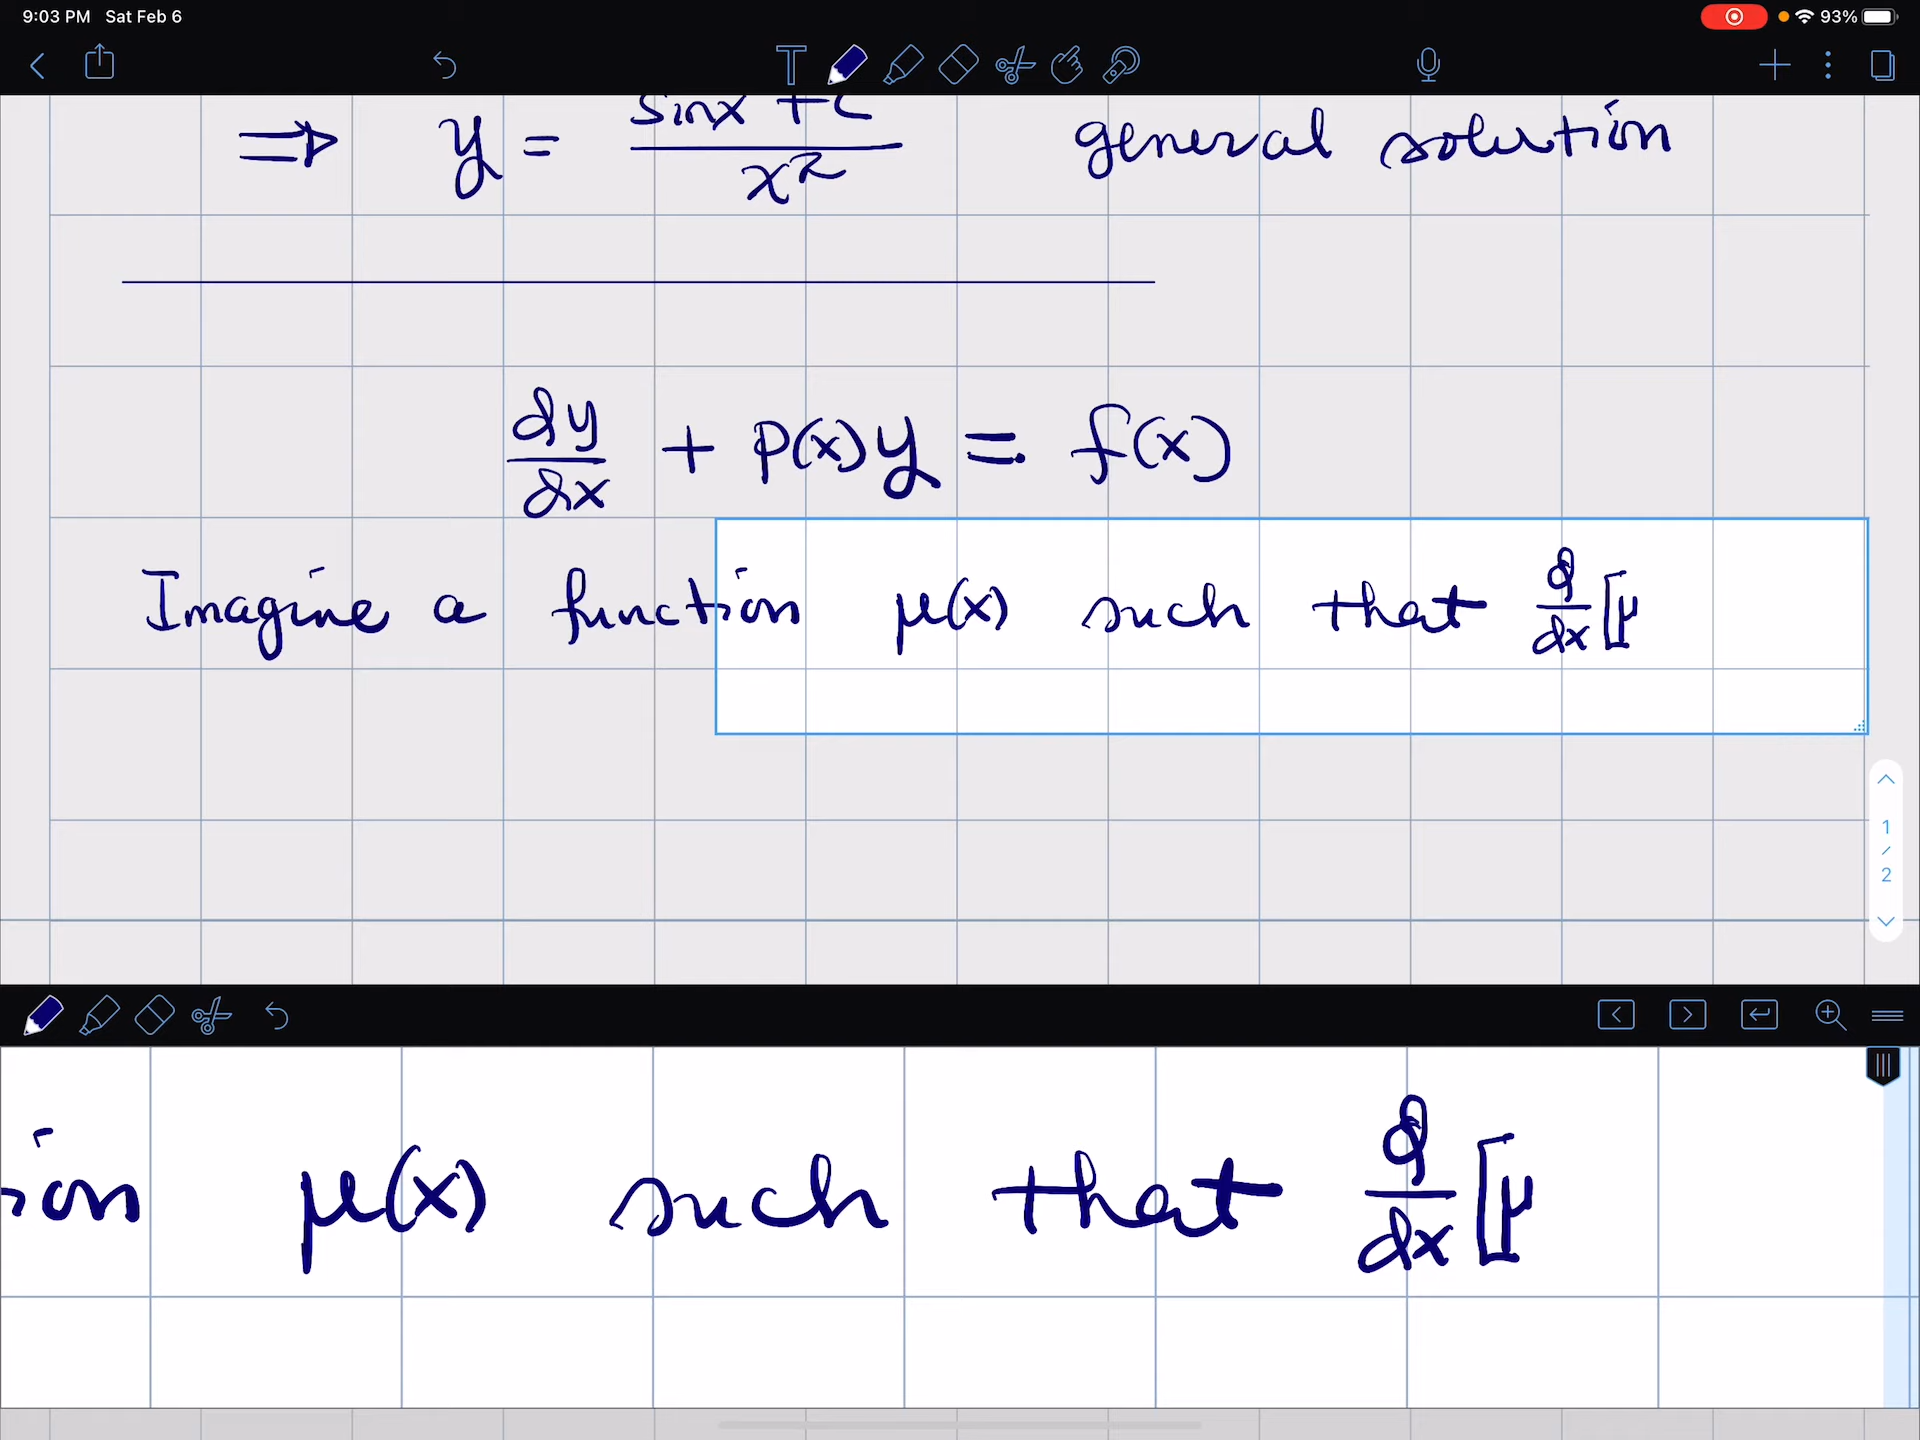 9:03 PM Sat Feb 6 93%
⇒ y = (sinx + c)/x² general solution
dy/dx + P(x)y = f(x)
Imagine a function μ(x) such that d/dx [μ
1
/
2
ion μ(x) such that d/dx [μ